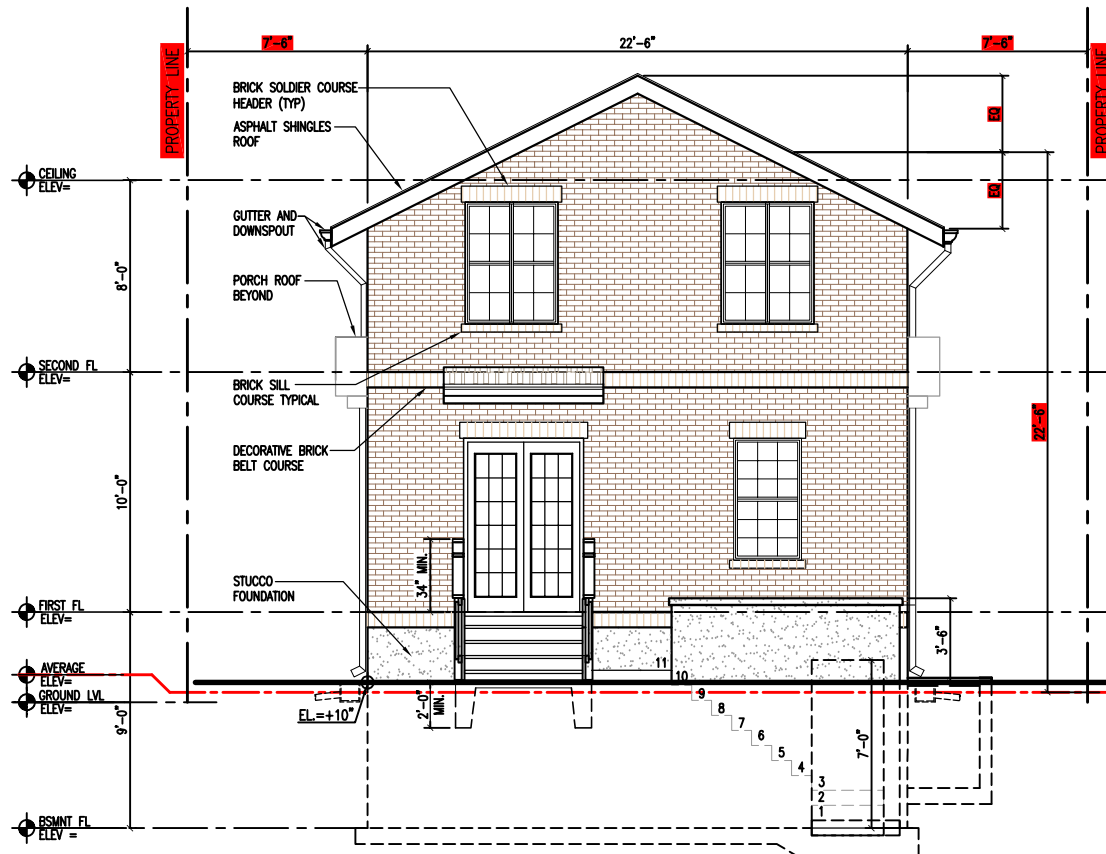 7'-6"
22'-6"
7'-6"
PROPERTY LINE
PROPERTY LINE
BRICK SOLDIER COURSE
HEADER (TYP)
ASPHALT SHINGLES
ROOF
EQ
EQ
CEILING
ELEV=
GUTTER AND
DOWNSPOUT
8'-0"
PORCH ROOF
BEYOND
SECOND FL
ELEV=
BRICK SILL
COURSE TYPICAL
22'-6"
DECORATIVE BRICK
BELT COURSE
10'-0"
34" MIN.
STUCCO
FOUNDATION
FIRST FL
ELEV=
3'-6"
AVERAGE
ELEV=
GROUND LVL
ELEV=
9'-0"
EL.=+10"
2'-0"
MIN.
11
10
9
8
7
6
5
4
3
2
1
7'-0"
BSMNT FL
ELEV =